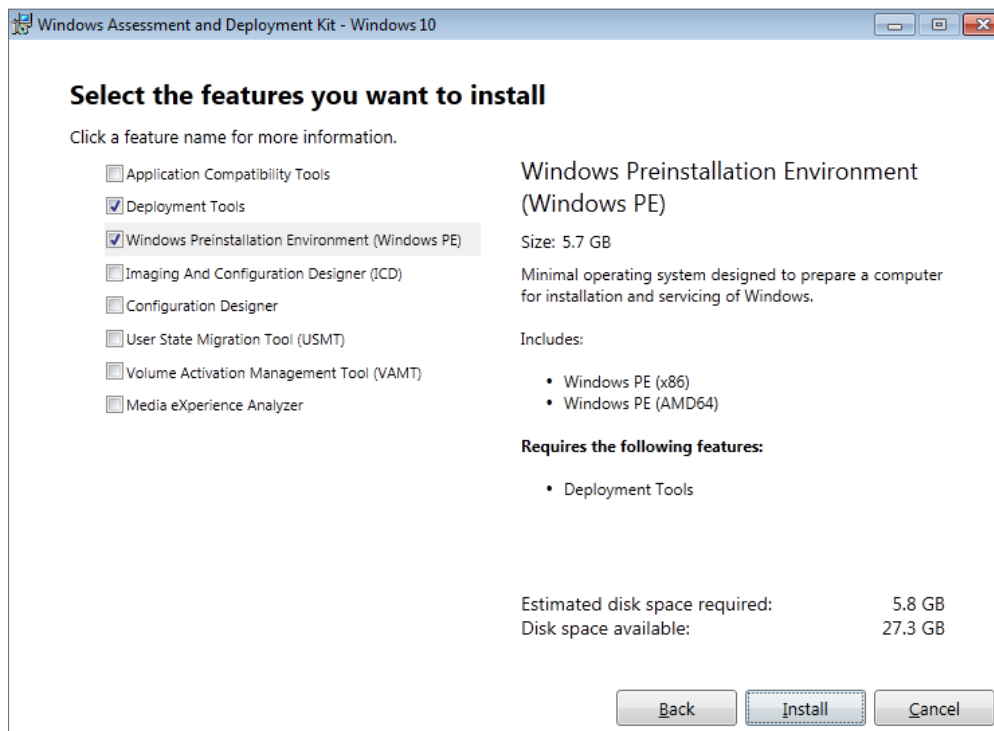 Windows Assessment and Deployment Kit - Windows 10
Select the features you want to install
Click a feature name for more information.
Application Compatibility Tools
Deployment Tools
Windows Preinstallation Environment (Windows PE)
Imaging And Configuration Designer (ICD)
Configuration Designer
User State Migration Tool (USMT)
Volume Activation Management Tool (VAMT)
Media eXperience Analyzer
Windows Preinstallation Environment
(Windows PE)
Size: 5.7 GB
Minimal operating system designed to prepare a computer
for installation and servicing of Windows.
Includes:
• Windows PE (x86)
• Windows PE (AMD64)
Requires the following features:
• Deployment Tools
Estimated disk space required: 5.8 GB
Disk space available: 27.3 GB
Back Install Cancel